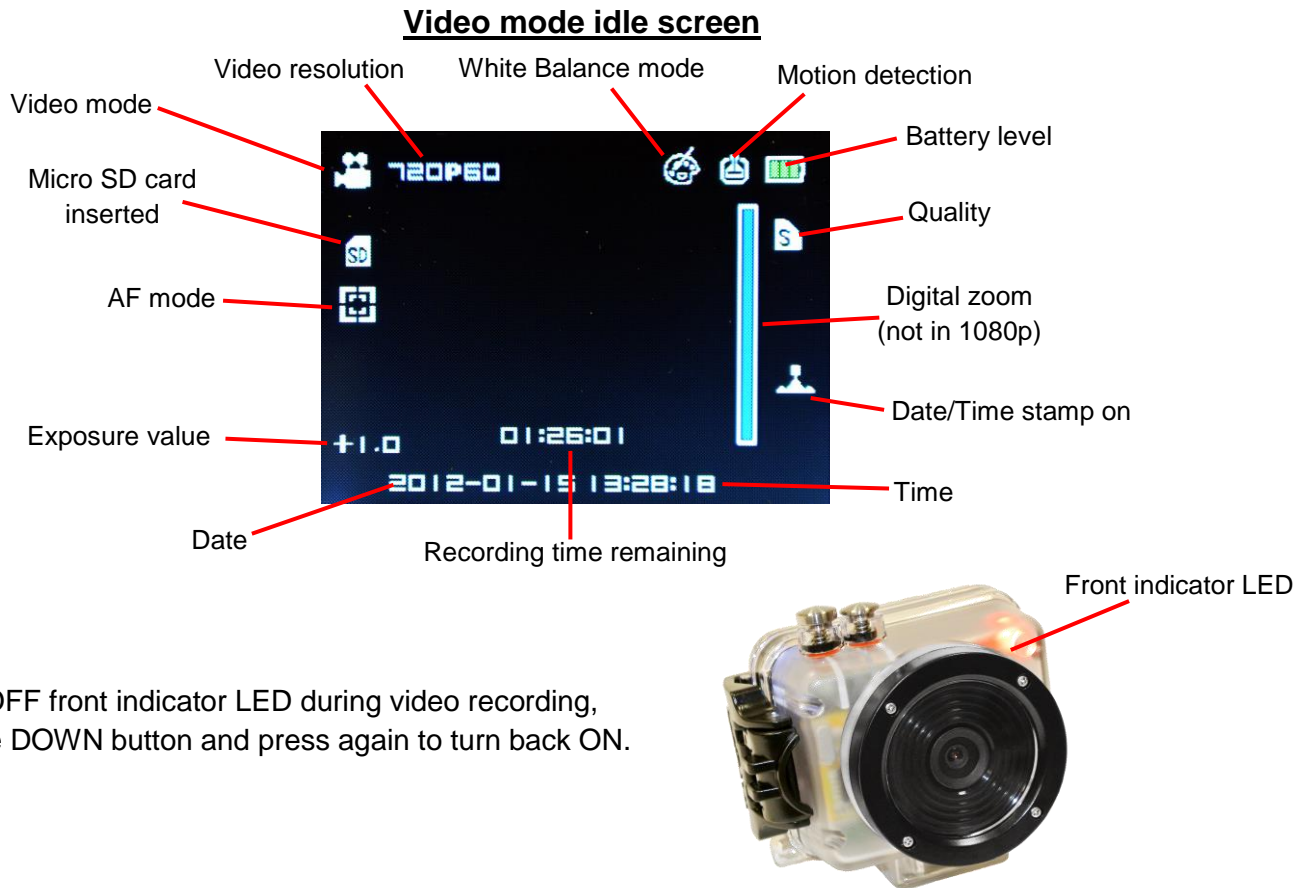 Video mode idle screen
Video resolution
White Balance mode
Motion detection
Video mode
Battery level
Micro SD card
inserted
720P60
Quality
SD
S
AF mode
Digital zoom
(not in 1080p)
Date/Time stamp on
Exposure value
+1.0
01:26:01
2012-01-15 13:28:18
Time
Date
Recording time remaining
Front indicator LED
OFF front indicator LED during video recording,
DOWN button and press again to turn back ON.